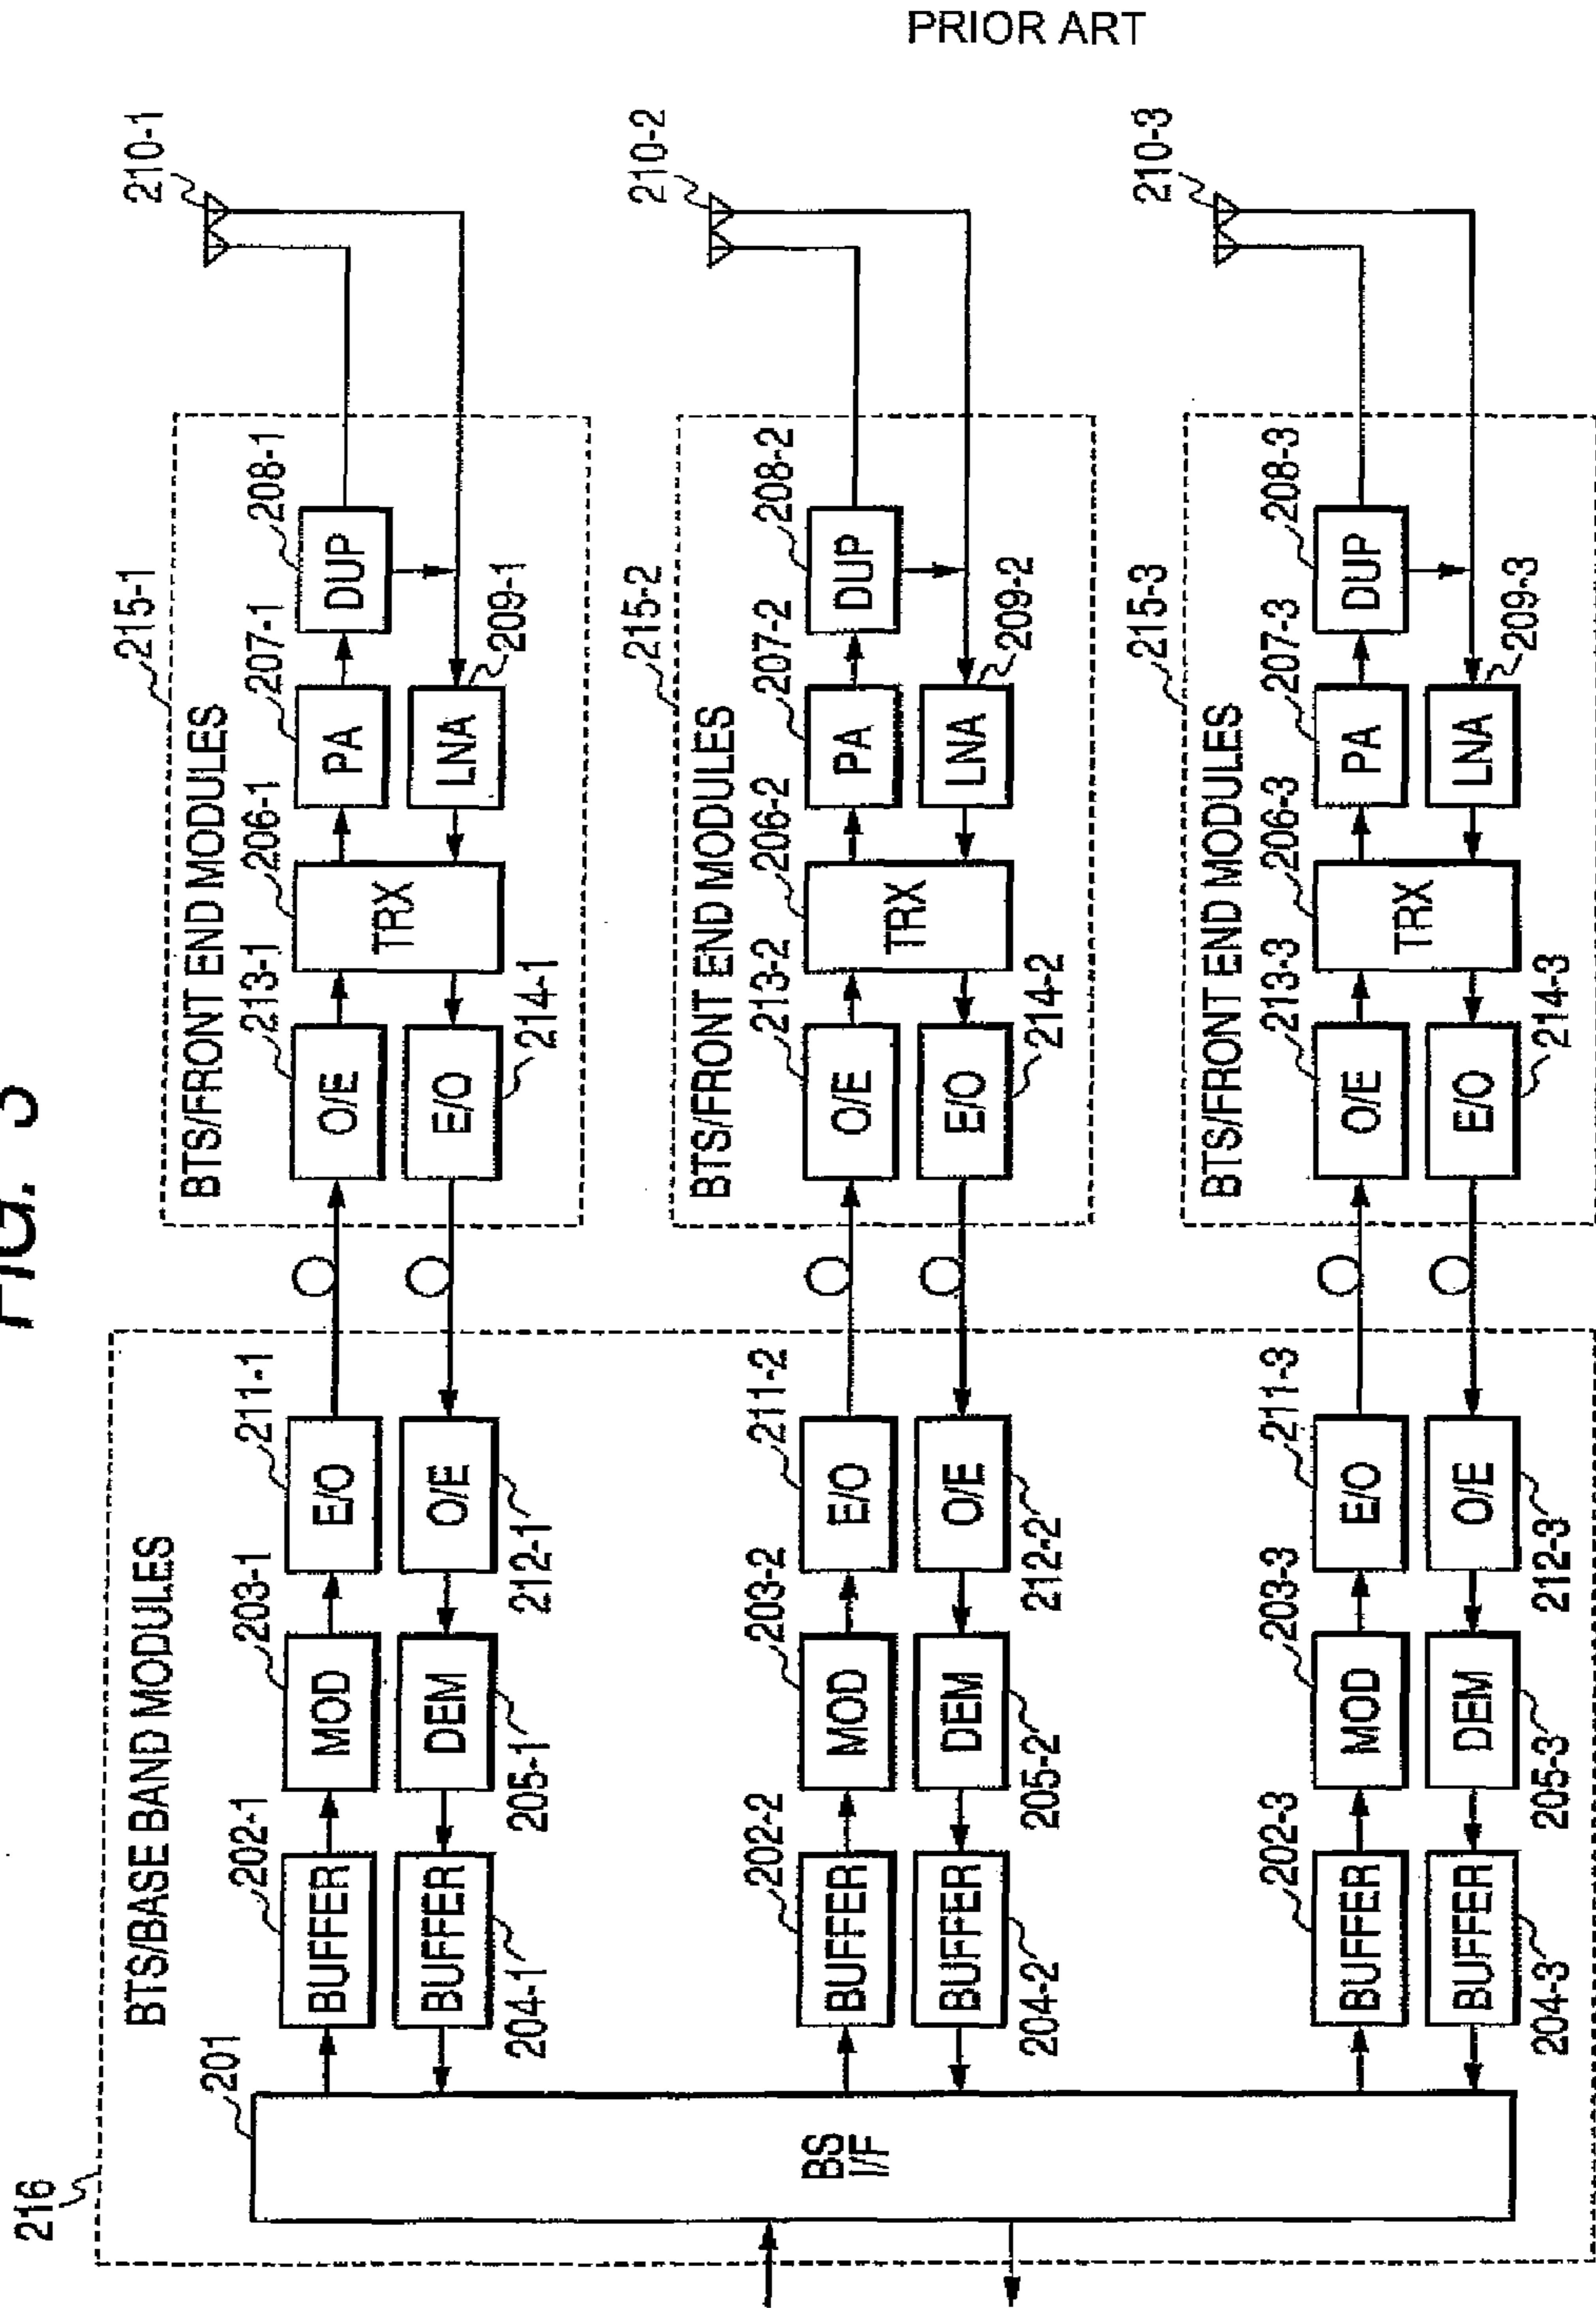 FIG. 3
PRIOR ART
216
BTS/BASE BAND MODULES
201
BS
I/F
202-1
BUFFER
203-1
MOD
211-1
E/O
BUFFER
204-1
DEM
205-1
O/E
212-1
215-1
BTS/FRONT END MODULES
213-1
O/E
206-1
TRX
207-1
PA
208-1
DUP
E/O
214-1
LNA
209-1
210-1
202-2
BUFFER
203-2
MOD
211-2
E/O
BUFFER
204-2
DEM
205-2
O/E
212-2
215-2
BTS/FRONT END MODULES
213-2
O/E
206-2
TRX
207-2
PA
208-2
DUP
E/O
214-2
LNA
209-2
210-2
202-3
BUFFER
203-3
MOD
211-3
E/O
BUFFER
204-3
DEM
205-3
O/E
212-3
215-3
BTS/FRONT END MODULES
213-3
O/E
206-3
TRX
207-3
PA
208-3
DUP
E/O
214-3
LNA
209-3
210-3